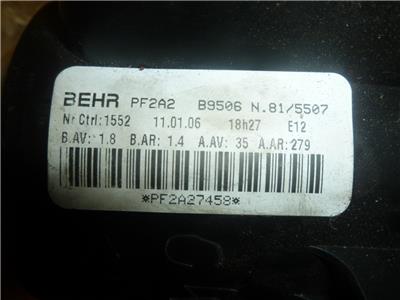 BEHR PF2A2 B9506 N.81/5507
Nr Ctrl:1552 11.01.06 18h27 E12
B.AV: 1.8 B.AR: 1.4 A.AV: 35 A.AR:279
*PF2A27458*